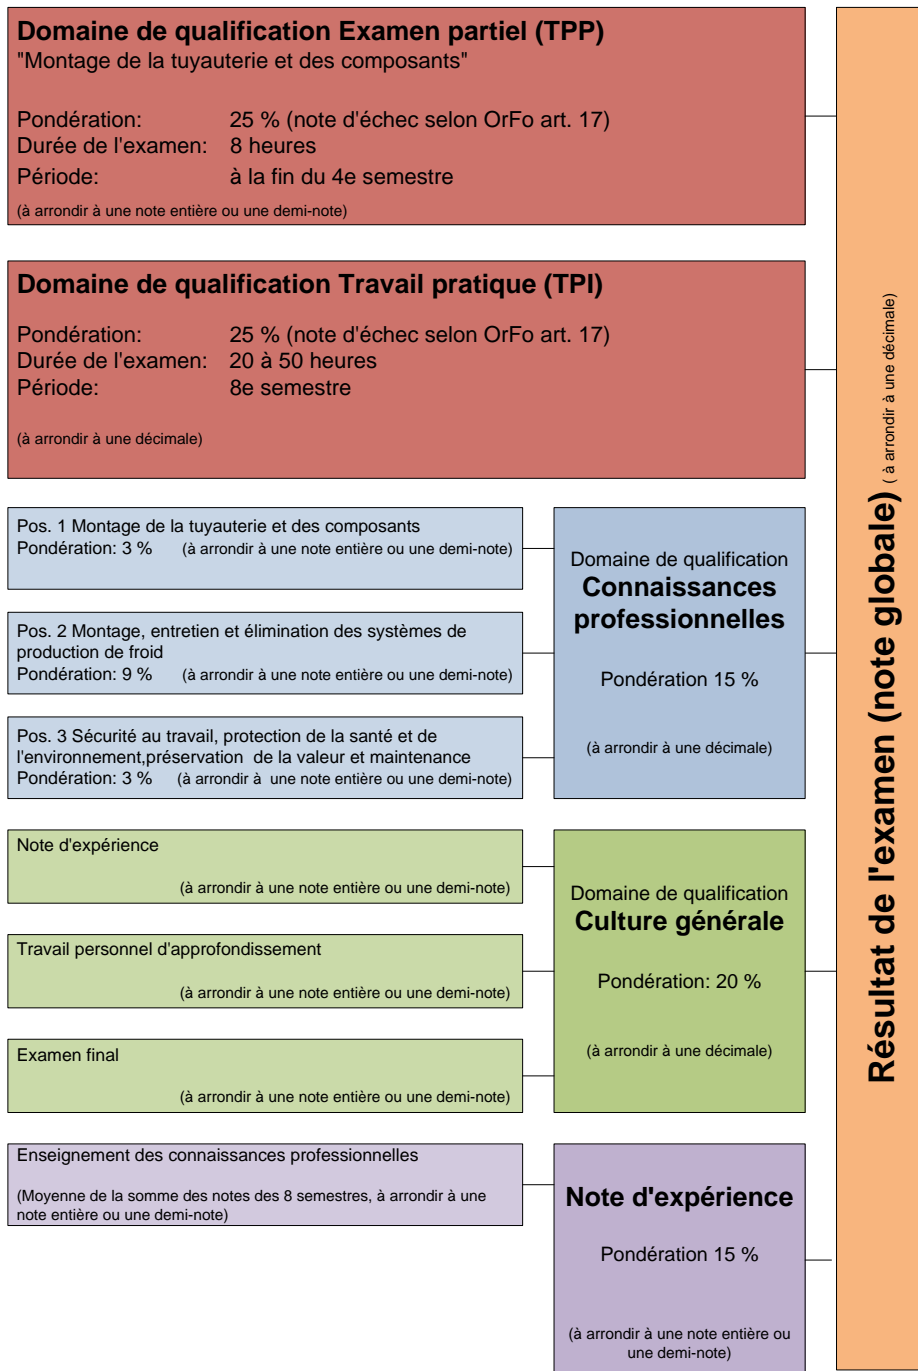 Domaine de qualification Examen partiel (TPP)
"Montage de la tuyauterie et des composants"
Pondération: 25 % (note d'échec selon OrFo art. 17)
Durée de l'examen: 8 heures
Période: à la fin du 4e semestre
(à arrondir à une note entière ou une demi-note)
Domaine de qualification Travail pratique (TPI)
Pondération: 25 % (note d'échec selon OrFo art. 17)
Durée de l'examen: 20 à 50 heures
Période: 8e semestre
(à arrondir à une décimale)
Pos. 1 Montage de la tuyauterie et des composants
Pondération: 3 % (à arrondir à une note entière ou une demi-note)
Pos. 2 Montage, entretien et élimination des systèmes de
production de froid
Pondération: 9 % (à arrondir à une note entière ou une demi-note)
Pos. 3 Sécurité au travail, protection de la santé et de
l'environnement,préservation de la valeur et maintenance
Pondération: 3 % (à arrondir à une note entière ou une demi-note)
Domaine de qualification
Connaissances
professionnelles
Pondération 15 %
(à arrondir à une décimale)
Note d'expérience
(à arrondir à une note entière ou une demi-note)
Travail personnel d'approfondissement
(à arrondir à une note entière ou une demi-note)
Examen final
(à arrondir à une note entière ou une demi-note)
Domaine de qualification
Culture générale
Pondération: 20 %
(à arrondir à une décimale)
Enseignement des connaissances professionnelles
(Moyenne de la somme des notes des 8 semestres, à arrondir à une
note entière ou une demi-note)
Note d'expérience
Pondération 15 %
(à arrondir à une note entière ou
une demi-note)
Résultat de l'examen (note globale) ( à arrondir à une décimale)